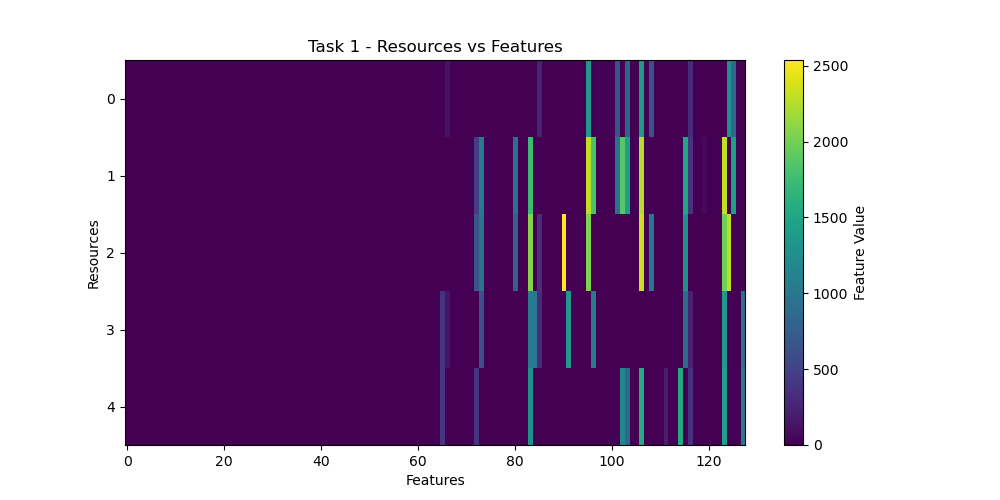 Task 1 - Resources vs Features
Resources
0
1
2
3
4
0 20 40 60 80 100 120
Features
2500
2000
1500
1000
500
0
Feature Value